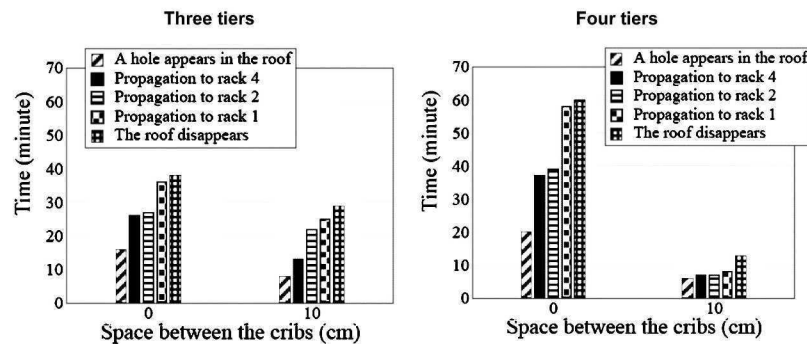 Three tiers
A hole appears in the roof
Propagation to rack 4
Propagation to rack 2
Propagation to rack 1
The roof disappears
70
60
50
40
30
20
10
0
Time (minute)
0
10
Space between the cribs (cm)
Four tiers
A hole appears in the roof
Propagation to rack 4
Propagation to rack 2
Propagation to rack 1
The roof disappears
70
60
50
40
30
20
10
0
Time (minute)
0
10
Space between the cribs (cm)